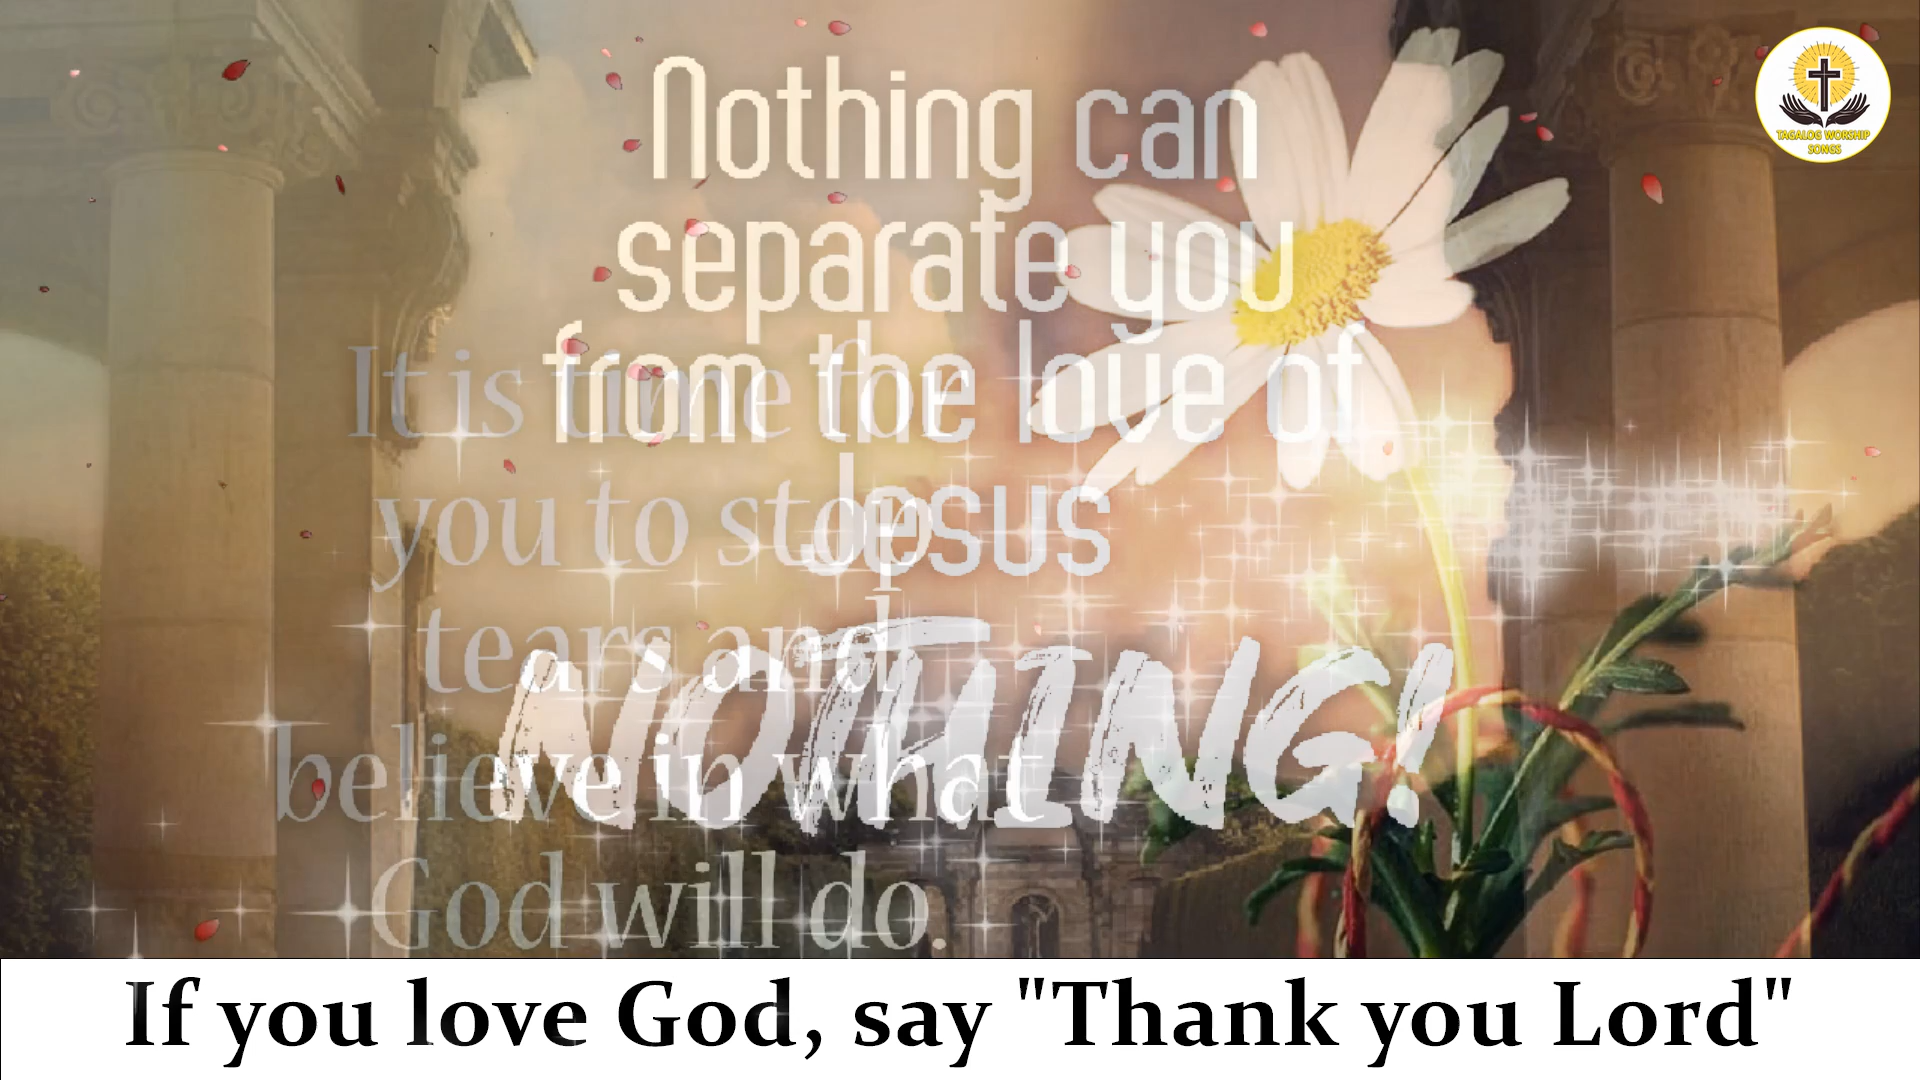 Nothing can
separate you
from the love of
Jesus
NOTHING!
It is time for
you to stop
tears and
believe in what
God will do.
TAGALOG WORSHIP
SONGS
If you love God, say "Thank you Lord"